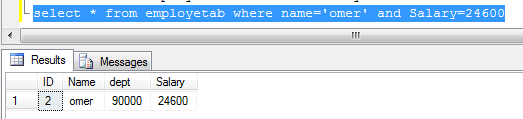 select * from employetab where name='omer' and Salary=24600
Results Messages
ID Name dept Salary
1 2 omer 90000 24600